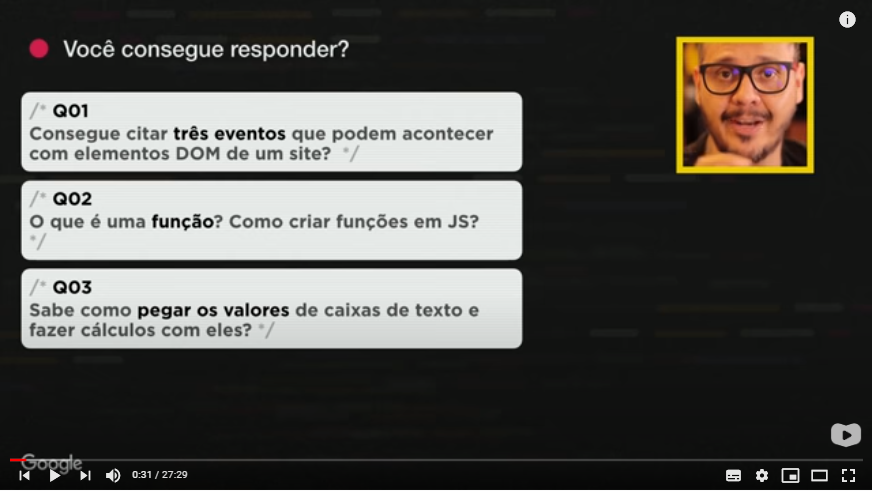 Você consegue responder?
/* Q01
Consegue citar três eventos que podem acontecer
com elementos DOM de um site? */
/* Q02
O que é uma função? Como criar funções em JS?
*/
/* Q03
Sabe como pegar os valores de caixas de texto e
fazer cálculos com eles? */
Google
0:31 / 27:29